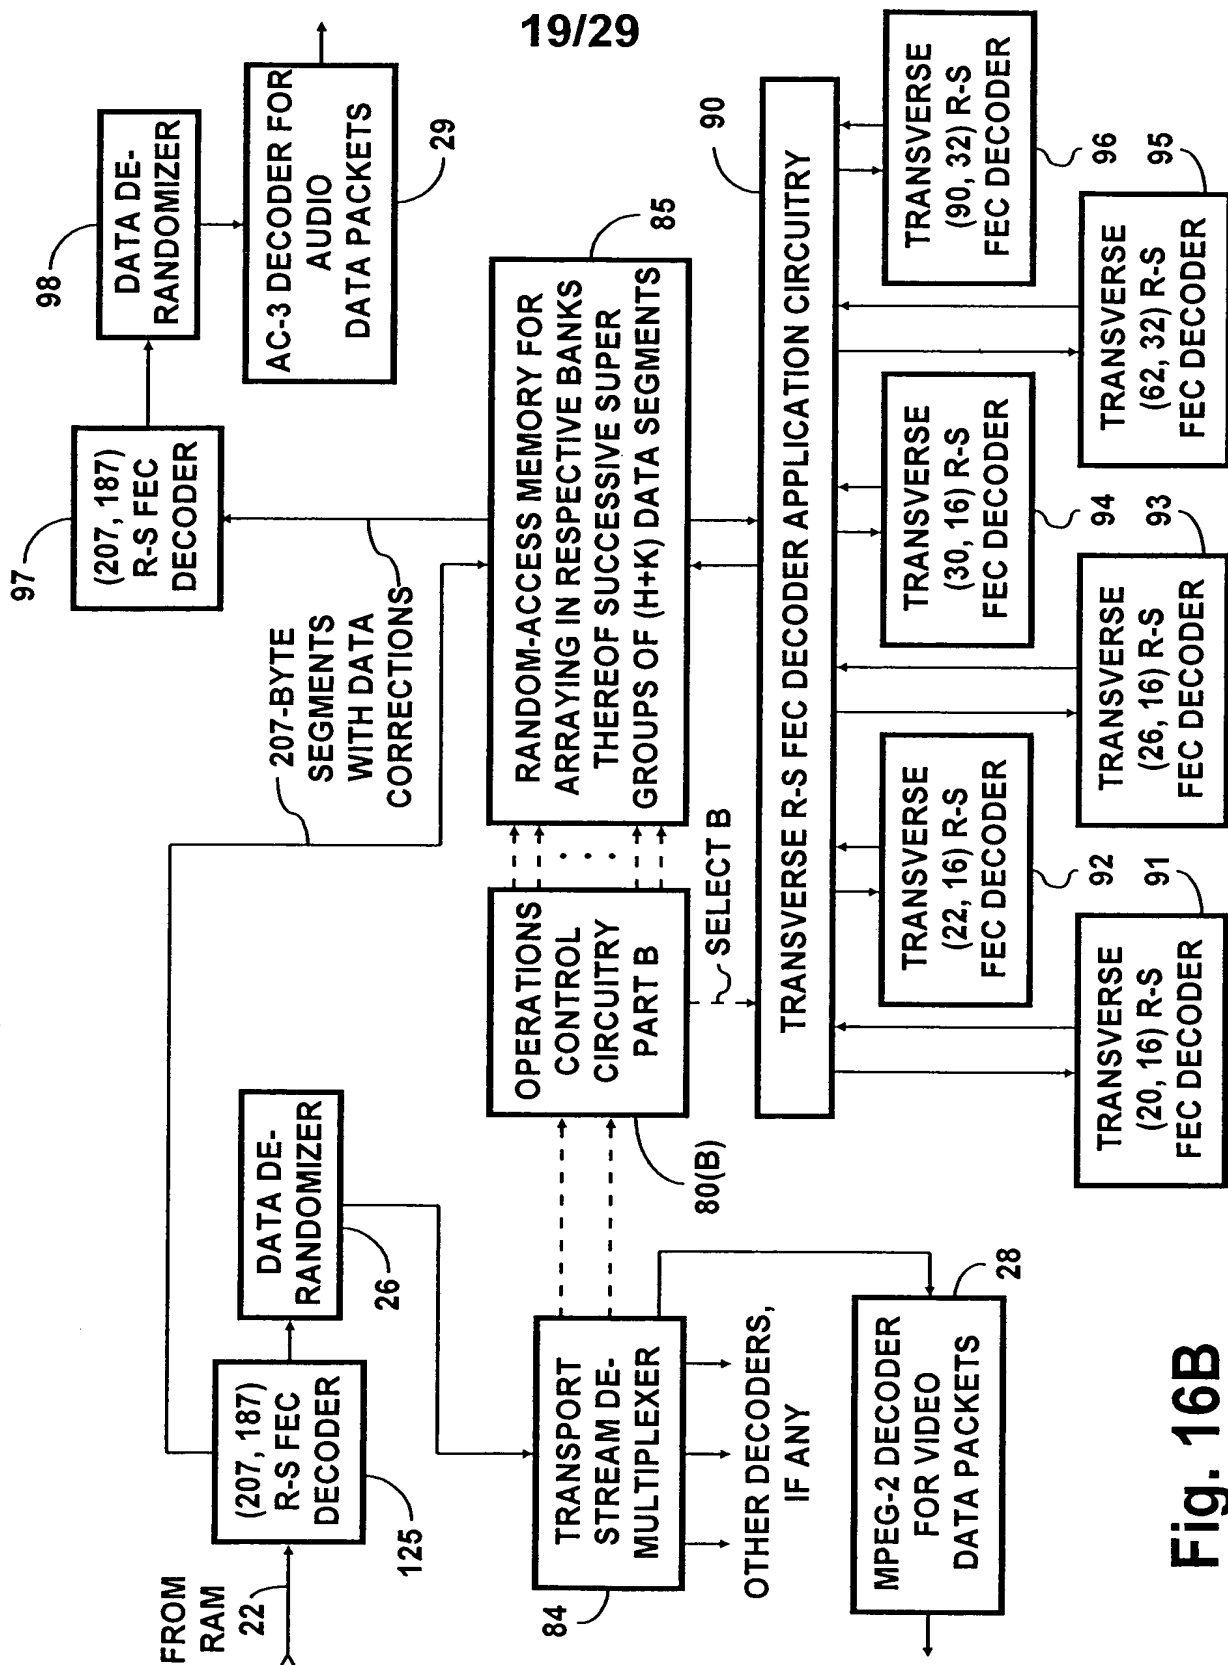 19/29
FROM
RAM
22
(207, 187)
R-S FEC
DECODER
125
DATA DE-
RANDOMIZER
26
TRANSPORT
STREAM DE-
MULTIPLEXER
84
OTHER DECODERS,
IF ANY
MPEG-2 DECODER
FOR VIDEO
DATA PACKETS
28
207-BYTE
SEGMENTS
WITH DATA
CORRECTIONS
(207, 187)
R-S FEC
DECODER
97
DATA DE-
RANDOMIZER
98
AC-3 DECODER FOR
AUDIO
DATA PACKETS
29
OPERATIONS
CONTROL
CIRCUITRY
PART B
80(B)
SELECT B
RANDOM-ACCESS MEMORY FOR
ARRAYING IN RESPECTIVE BANKS
THEREOF SUCCESSIVE SUPER
GROUPS OF (H+K) DATA SEGMENTS
85
TRANSVERSE R-S FEC DECODER APPLICATION CIRCUITRY
90
TRANSVERSE
(20, 16) R-S
FEC DECODER
91
TRANSVERSE
(22, 16) R-S
FEC DECODER
92
TRANSVERSE
(26, 16) R-S
FEC DECODER
93
TRANSVERSE
(30, 16) R-S
FEC DECODER
94
TRANSVERSE
(62, 32) R-S
FEC DECODER
95
TRANSVERSE
(90, 32) R-S
FEC DECODER
96
Fig. 16B